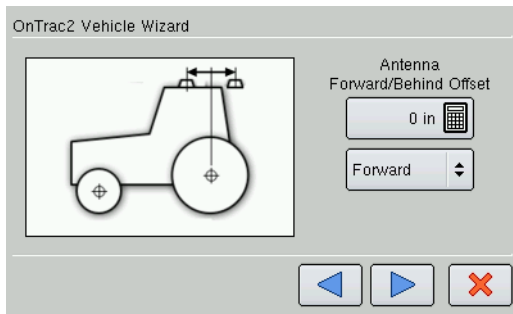 OnTrac2 Vehicle Wizard
Antenna
Forward/Behind Offset
0 in
Forward